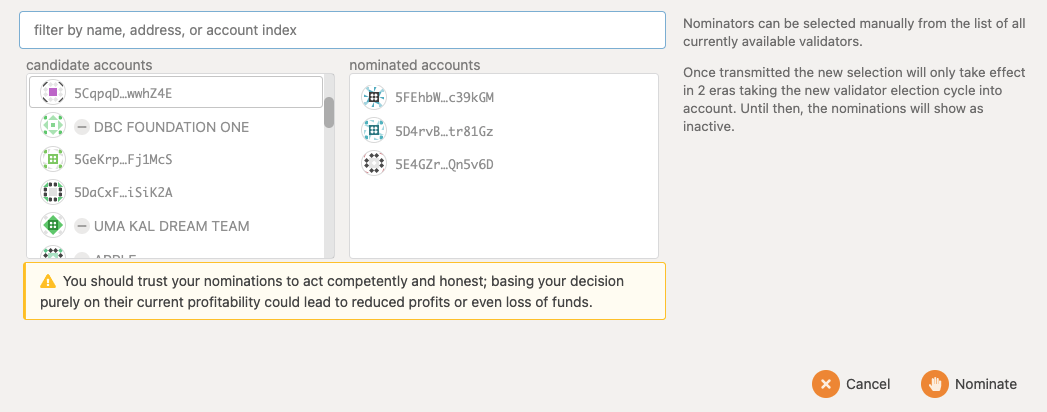 filter by name, address, or account index
candidate accounts
5CqpqD…wwhZ4E
DBC FOUNDATION ONE
5GeKrp…Fj1McS
5DaCxF…iSiK2A
UMA KAL DREAM TEAM
nominated accounts
5FEhbW…c39kGM
5D4rvB…tr81Gz
5E4GZr…Qn5v6D
You should trust your nominations to act competently and honest; basing your decision
purely on their current profitability could lead to reduced profits or even loss of funds.
Nominators can be selected manually from the list of all
currently available validators.
Once transmitted the new selection will only take effect
in 2 eras taking the new validator election cycle into
account. Until then, the nominations will show as
inactive.
Cancel
Nominate